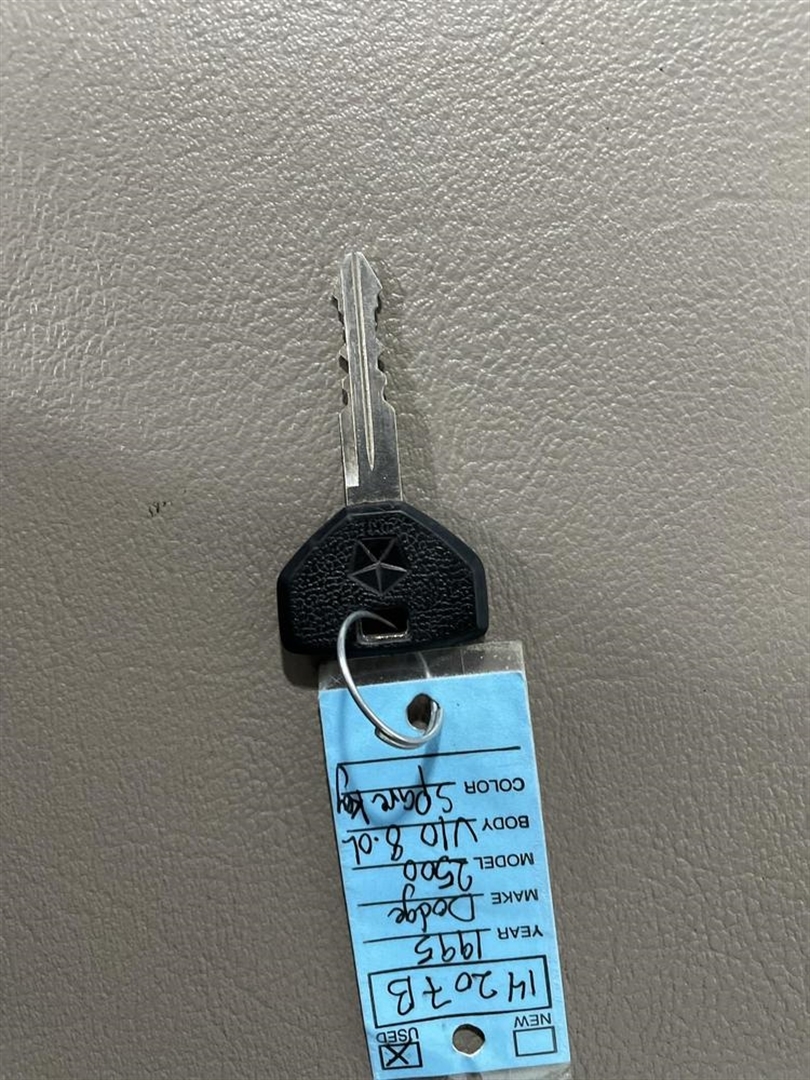 NEW USED
14207B
YEAR 1995
MAKE Dodge
MODEL 2500
BODY V10 8.0L
COLOR Spare Key